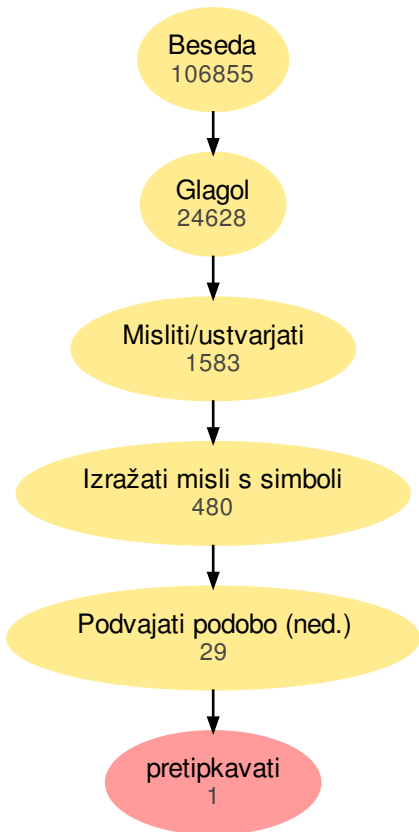 Beseda
106855
Glagol
24628
Misliti/ustvarjati
1583
Izražati misli s simboli
480
Podvajati podobo (ned.)
29
pretipkavati
1